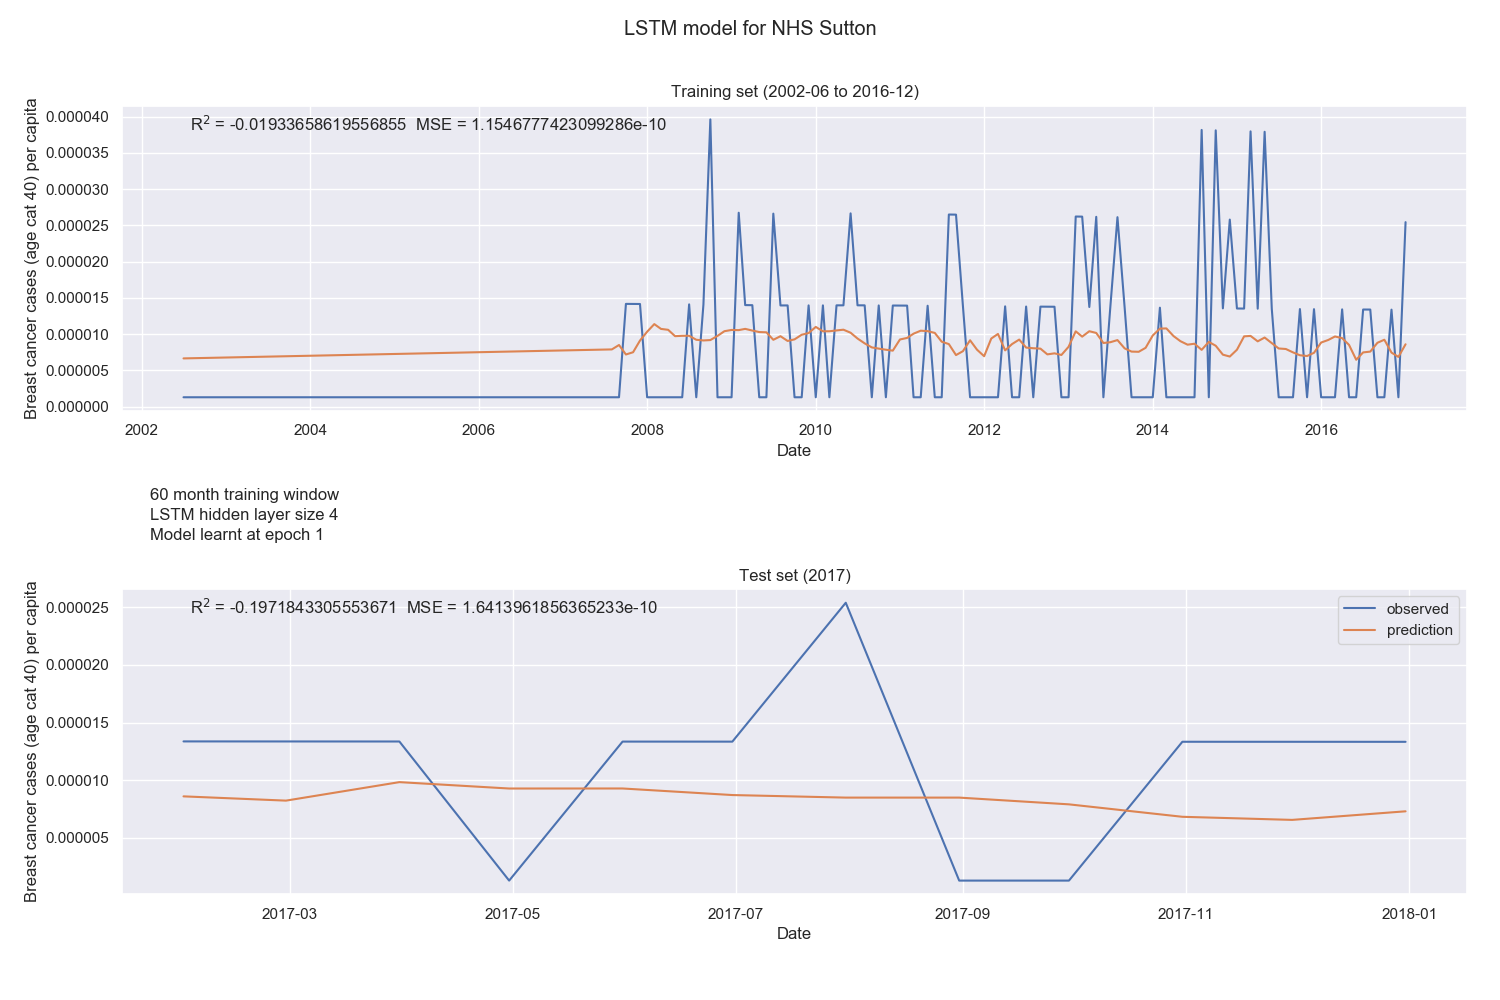 LSTM model for NHS Sutton
Training set (2002-06 to 2016-12)
R² = -0.01933658619556855 MSE = 1.1546777423099286e-10
Breast cancer cases (age cat 40) per capita
0.000040
0.000035
0.000030
0.000025
0.000020
0.000015
0.000010
0.000005
0.000000
2002 2004 2006 2008 2010 2012 2014 2016
Date
60 month training window
LSTM hidden layer size 4
Model learnt at epoch 1
Test set (2017)
R² = -0.1971843305553671 MSE = 1.6413961856365233e-10
observed
prediction
Breast cancer cases (age cat 40) per capita
0.000025
0.000020
0.000015
0.000010
0.000005
2017-03 2017-05 2017-07 2017-09 2017-11 2018-01
Date